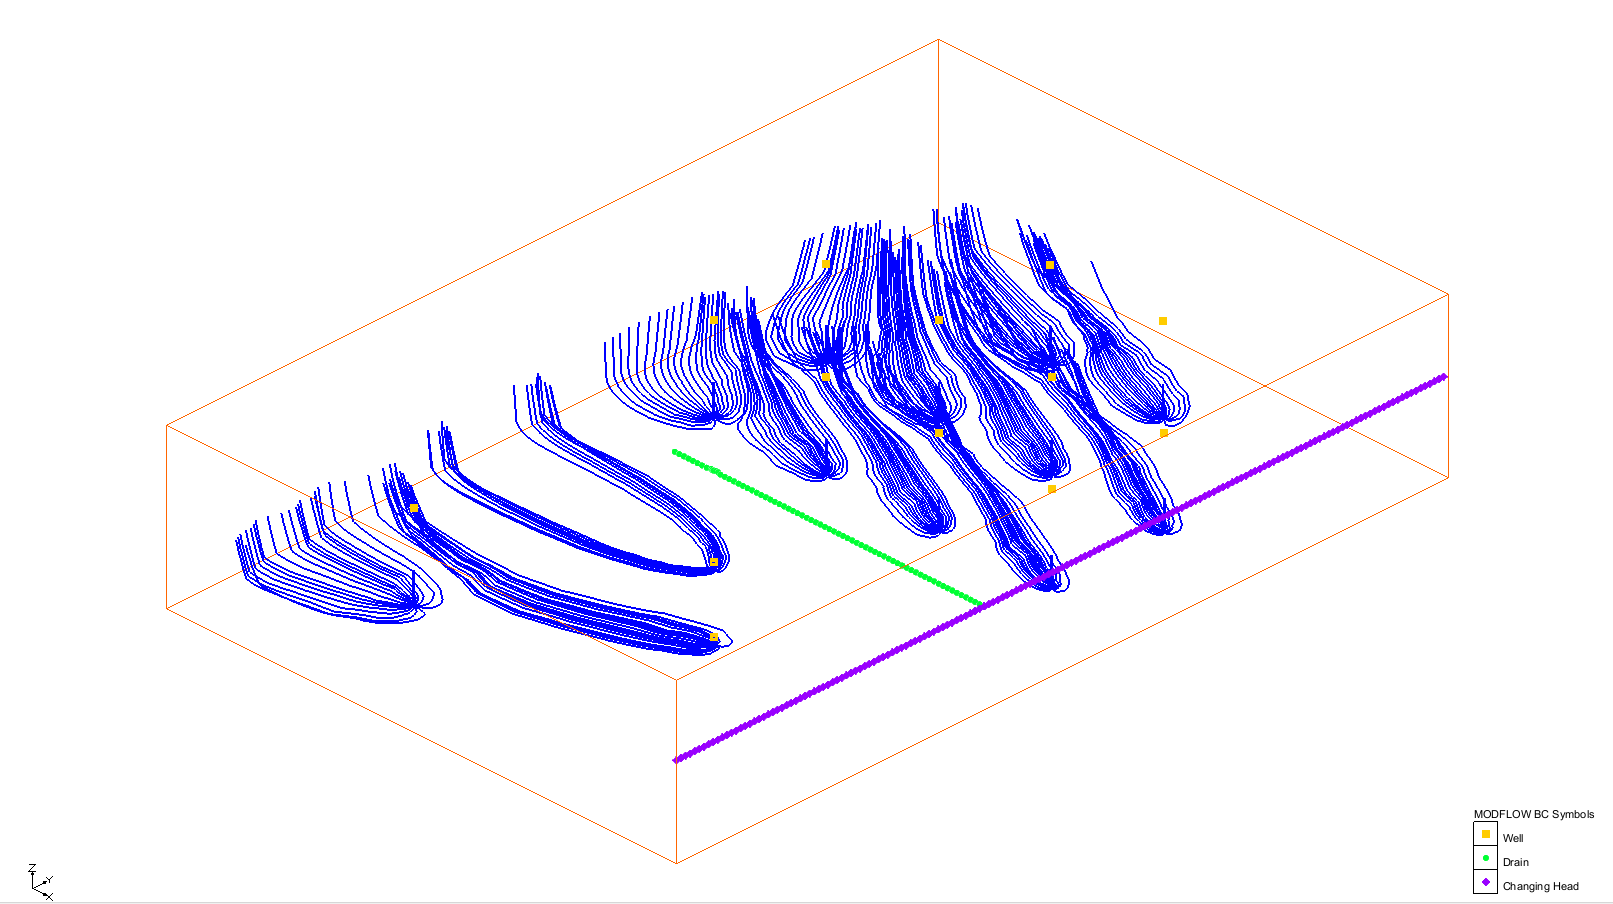 MODFLOW BC Symbols
Well
Drain
Changing Head
Z
Y
X